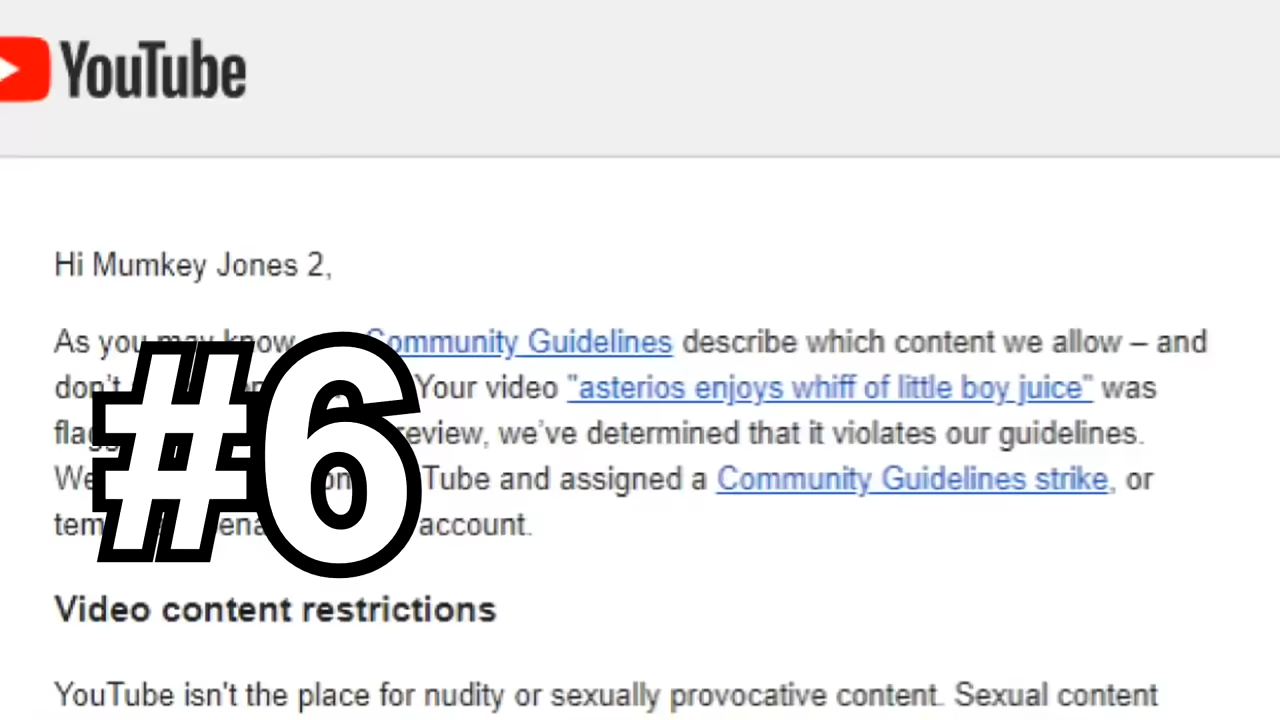 YouTube
Hi Mumkey Jones 2,
As you may know, Community Guidelines describe which content we allow – and
don't Your video "asterios enjoys whiff of little boy juice" was
review, we've determined that it violates our guidelines.
We Tube and assigned a Community Guidelines strike, or
account.
#6
Video content restrictions
YouTube isn't the place for nudity or sexually provocative content. Sexual content